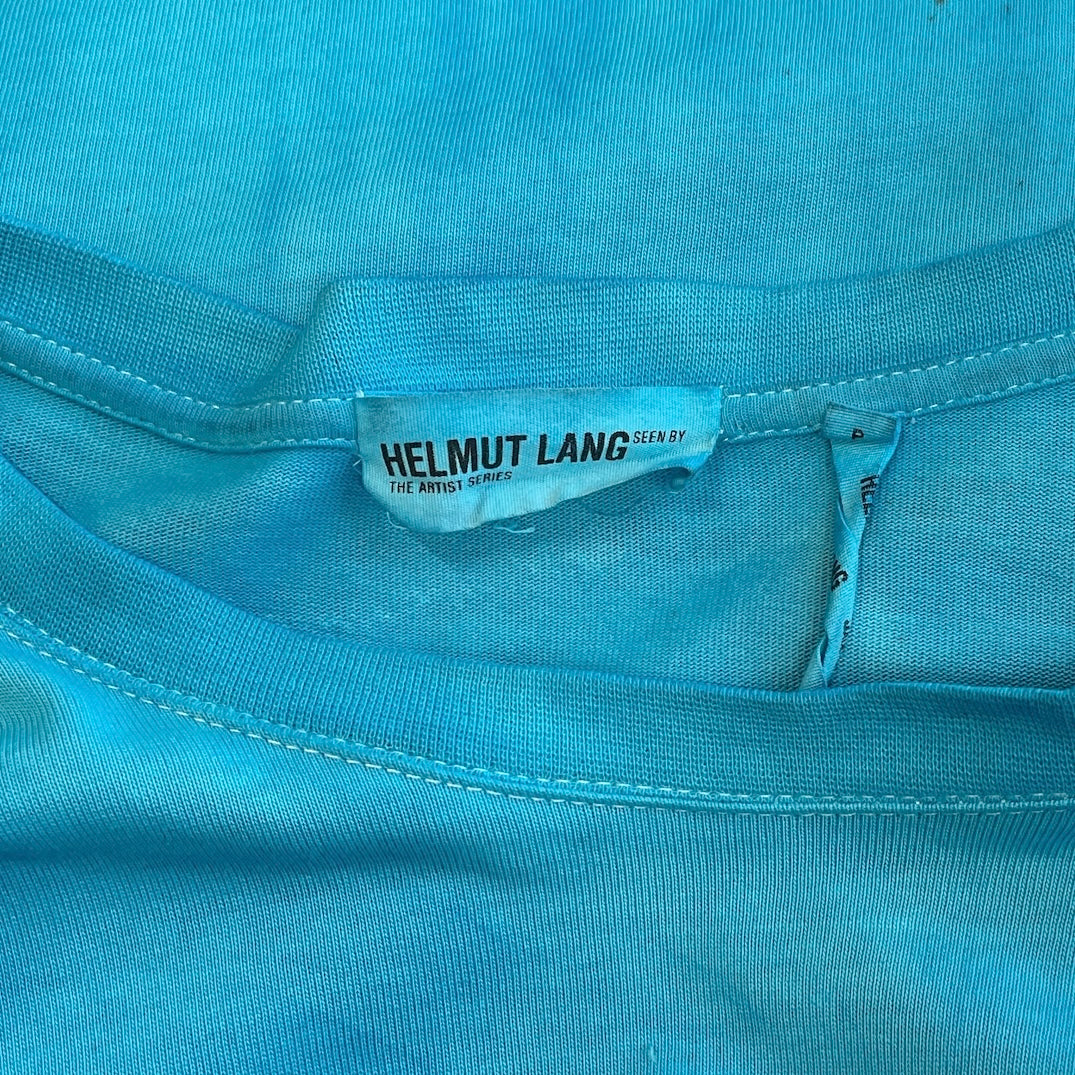 HELMUT LANG SEEN BY
THE ARTIST SERIES